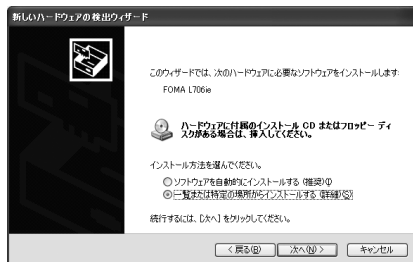 新しいハードウェアの検出ウィザード
このウィザードでは、次のハードウェアに必要なソフトウェアをインストールします:
FOMA L706ie
ハードウェアに付属のインストール CD またはフロッピー ディ
スクがある場合は、挿入してください。
インストール方法を選んでください。
ソフトウェアを自動的にインストールする (推奨)(I)
一覧または特定の場所からインストールする (詳細)(S)
続行するには、[次へ] をクリックしてください。
< 戻る(B) 次へ(N) > キャンセル